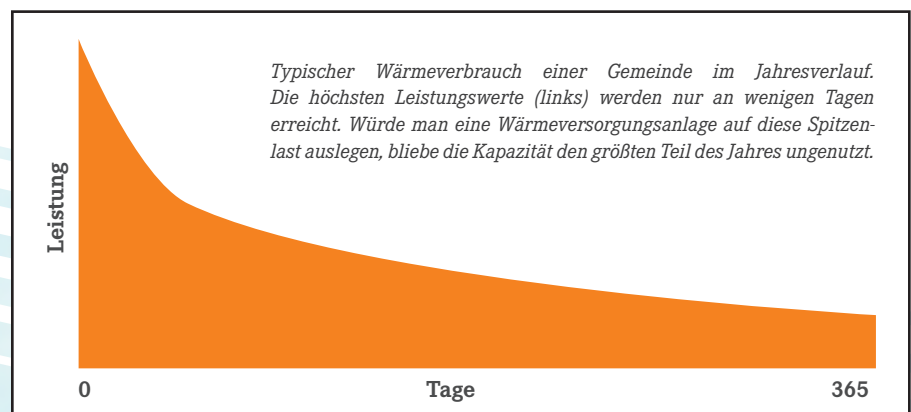 Typischer Wärmeverbrauch einer Gemeinde im Jahresverlauf.
Die höchsten Leistungswerte (links) werden nur an wenigen Tagen
erreicht. Würde man eine Wärmeversorgungsanlage auf diese Spitzen-
last auslegen, bliebe die Kapazität den größten Teil des Jahres ungenutzt.
Leistung
0 Tage 365